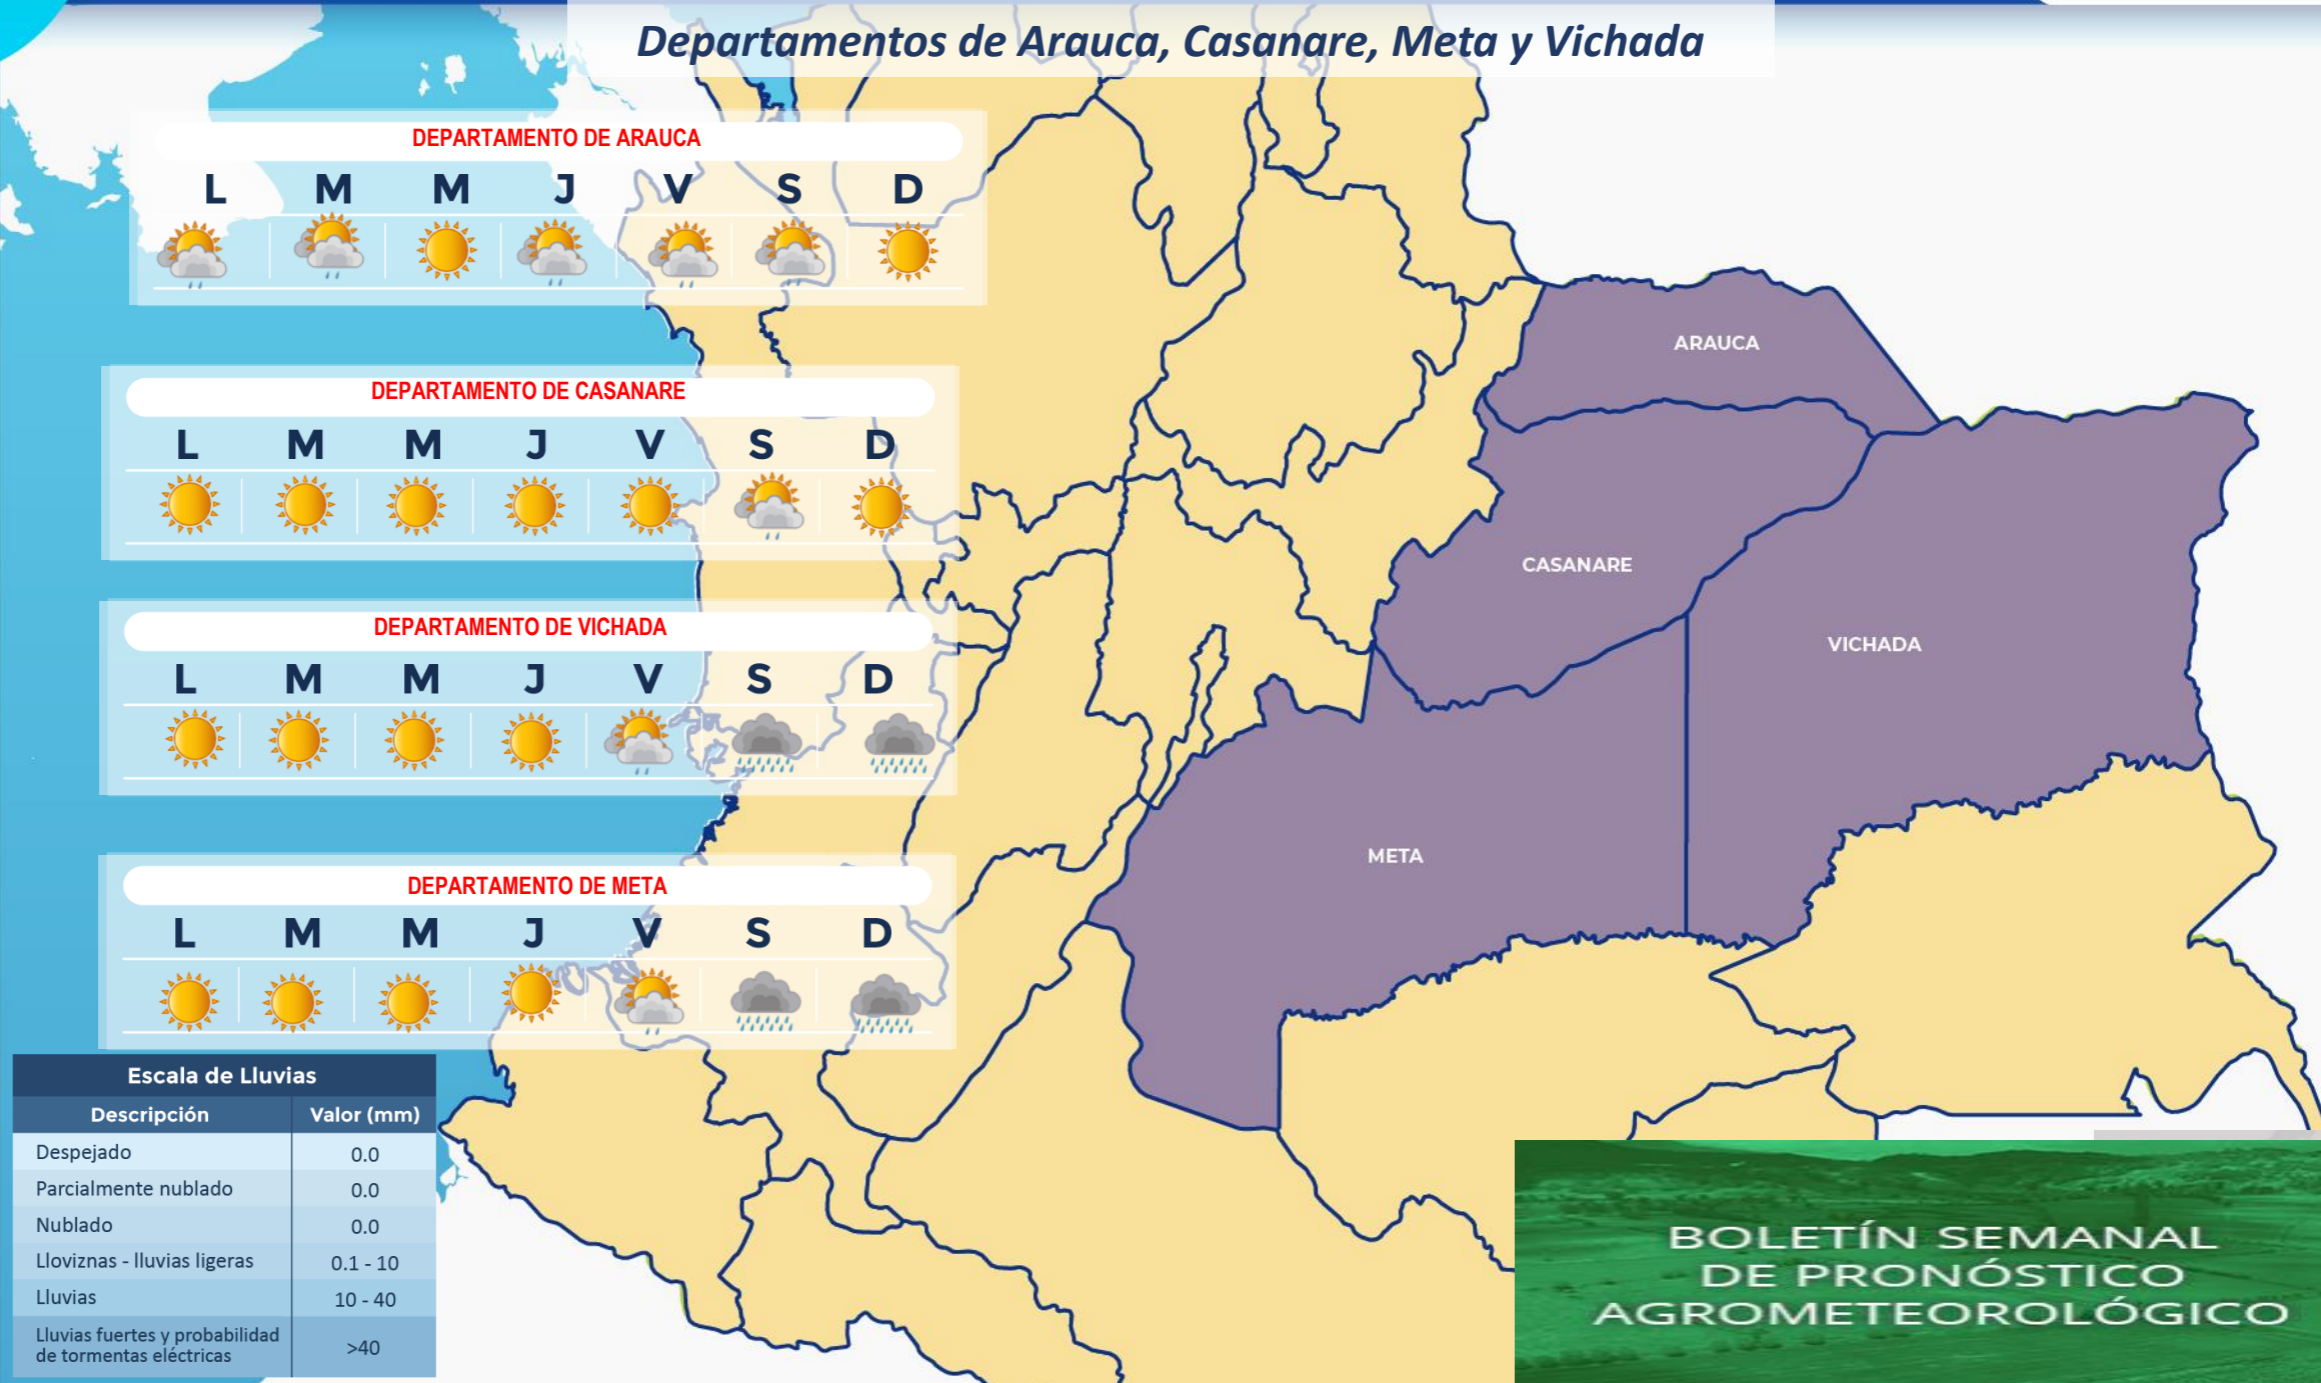 Departamentos de Arauca, Casanare, Meta y Vichada
DEPARTAMENTO DE ARAUCA
L M M J V S D
DEPARTAMENTO DE CASANARE
L M M J V S D
DEPARTAMENTO DE VICHADA
L M M J V S D
DEPARTAMENTO DE META
L M M J V S D
ARAUCA
CASANARE
VICHADA
META
Escala de Lluvias
Descripción Valor (mm)
Despejado 0.0
Parcialmente nublado 0.0
Nublado 0.0
Lloviznas - lluvias ligeras 0.1 - 10
Lluvias 10 - 40
Lluvias fuertes y probabilidad
de tormentas eléctricas >40
BOLETÍN SEMANAL
DE PRONÓSTICO
AGROMETEOROLÓGICO